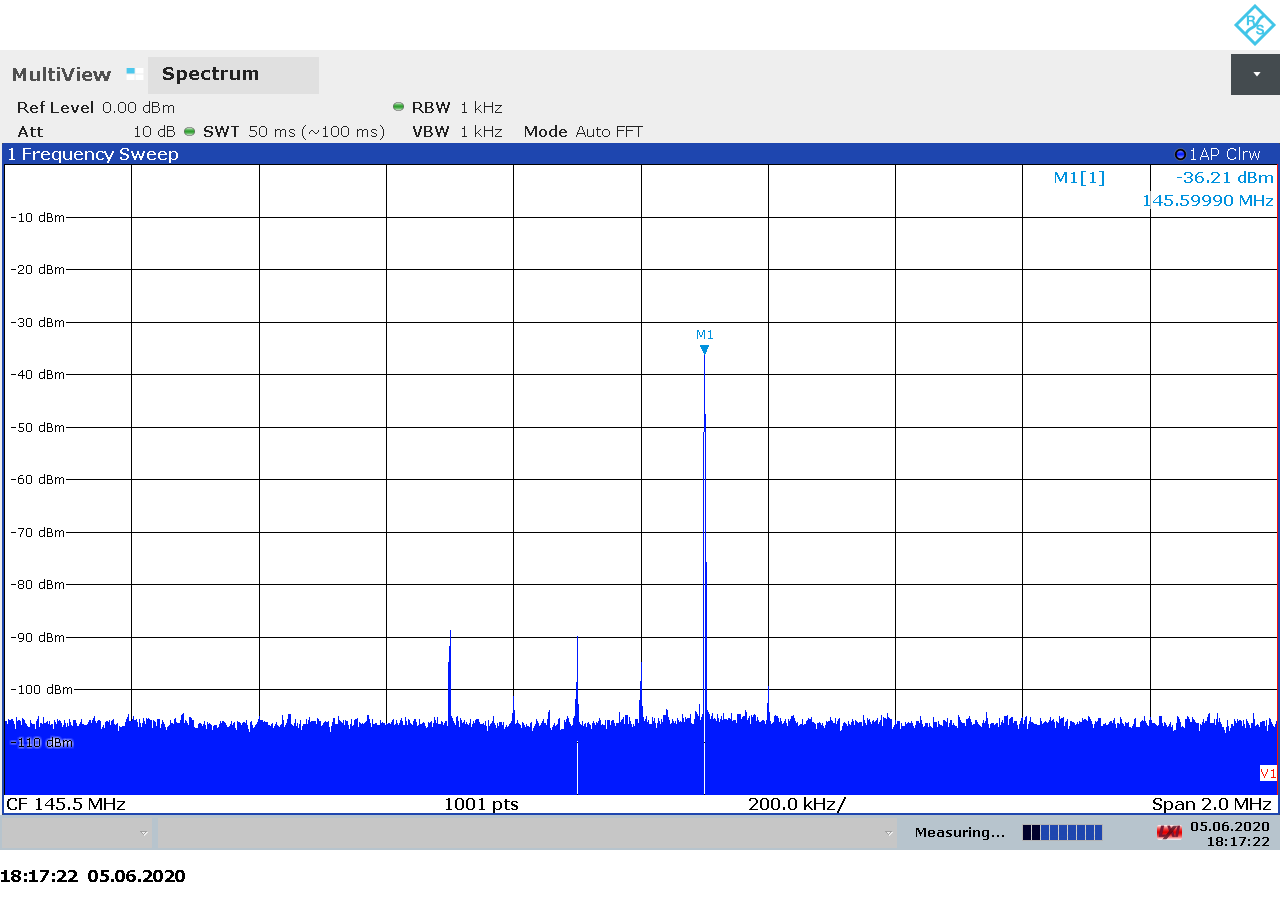 R/S
MultiView Spectrum
Ref Level 0.00 dBm RBW 1 kHz
Att 10 dB SWT 50 ms (~100 ms) VBW 1 kHz Mode Auto FFT
1 Frequency Sweep 1AP Clrw
M1[1] -36.21 dBm
145.59990 MHz
-10 dBm
-20 dBm
-30 dBm
M1
-40 dBm
-50 dBm
-60 dBm
-70 dBm
-80 dBm
-90 dBm
-100 dBm
-110 dBm
V1
CF 145.5 MHz 1001 pts 200.0 kHz/ Span 2.0 MHz
Measuring... LXI 05.06.2020
18:17:22
18:17:22 05.06.2020